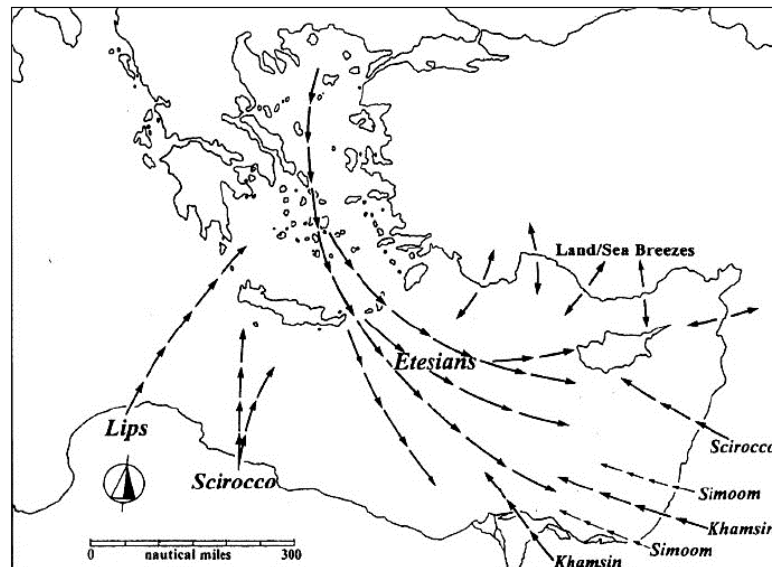 Land/Sea Breezes
Etesians
Lips
Scirocco
Scirocco
Simoom
Khamsin
Simoom
Khamsin
0 nautical miles 300